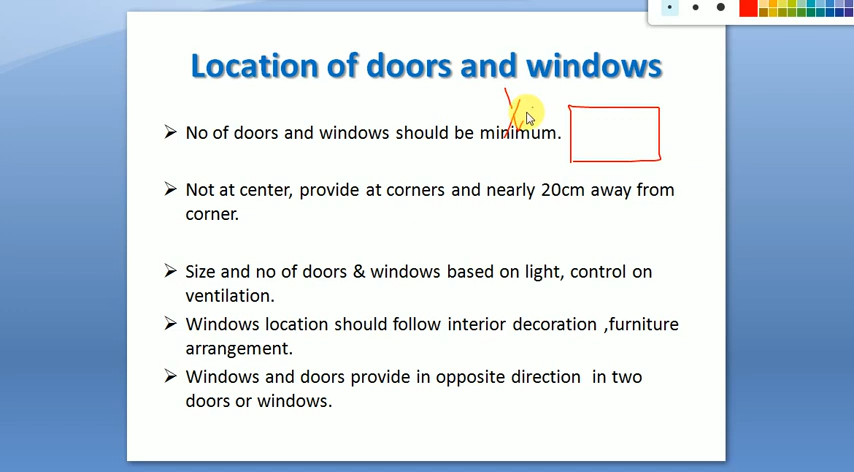 Location of doors and windows
➢ No of doors and windows should be minimum.
➢ Not at center, provide at corners and nearly 20cm away from
corner.
➢ Size and no of doors & windows based on light, control on
ventilation.
➢ Windows location should follow interior decoration ,furniture
arrangement.
➢ Windows and doors provide in opposite direction in two
doors or windows.